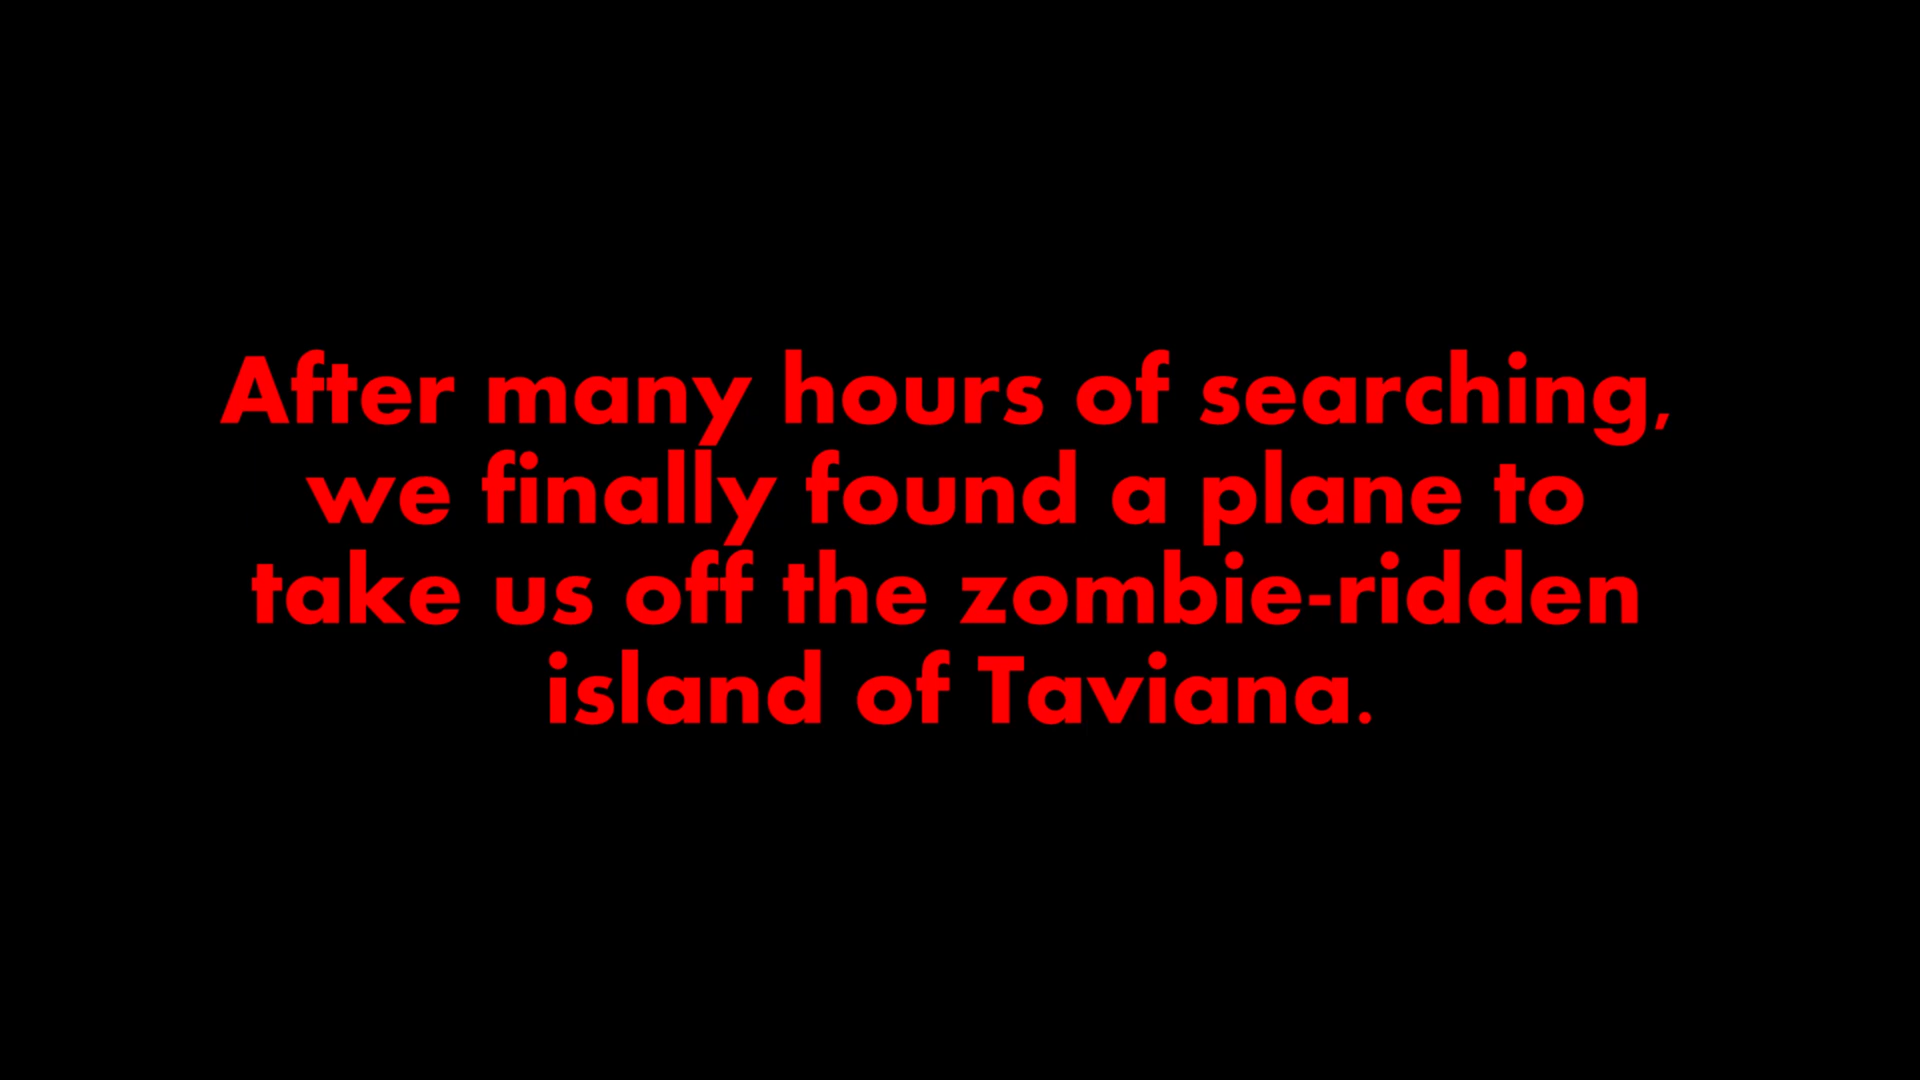 After many hours of searching,
we finally found a plane to
take us off the zombie-ridden
island of Taviana.